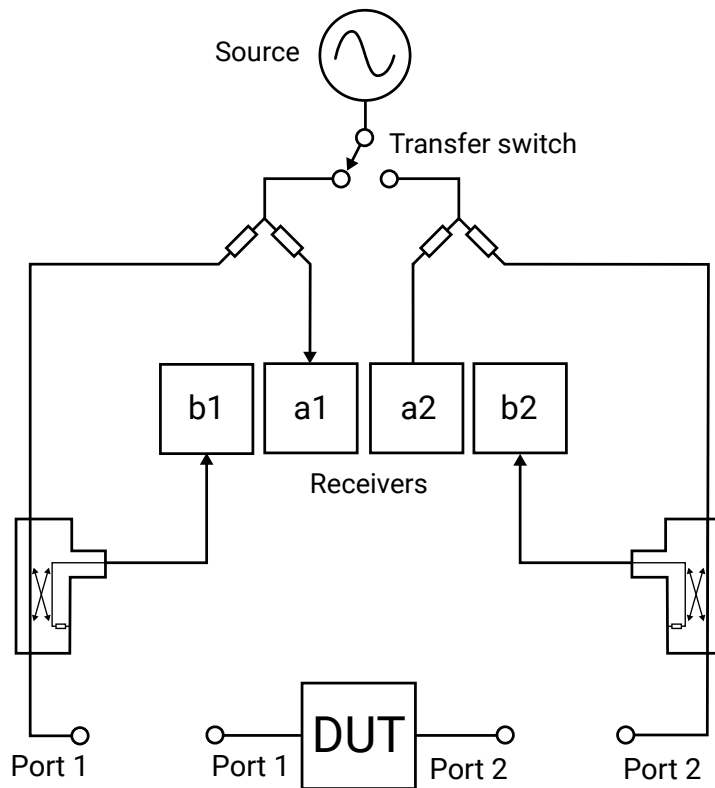 Source
Transfer switch
b1
a1
a2
b2
Receivers
DUT
Port 1
Port 1
Port 2
Port 2